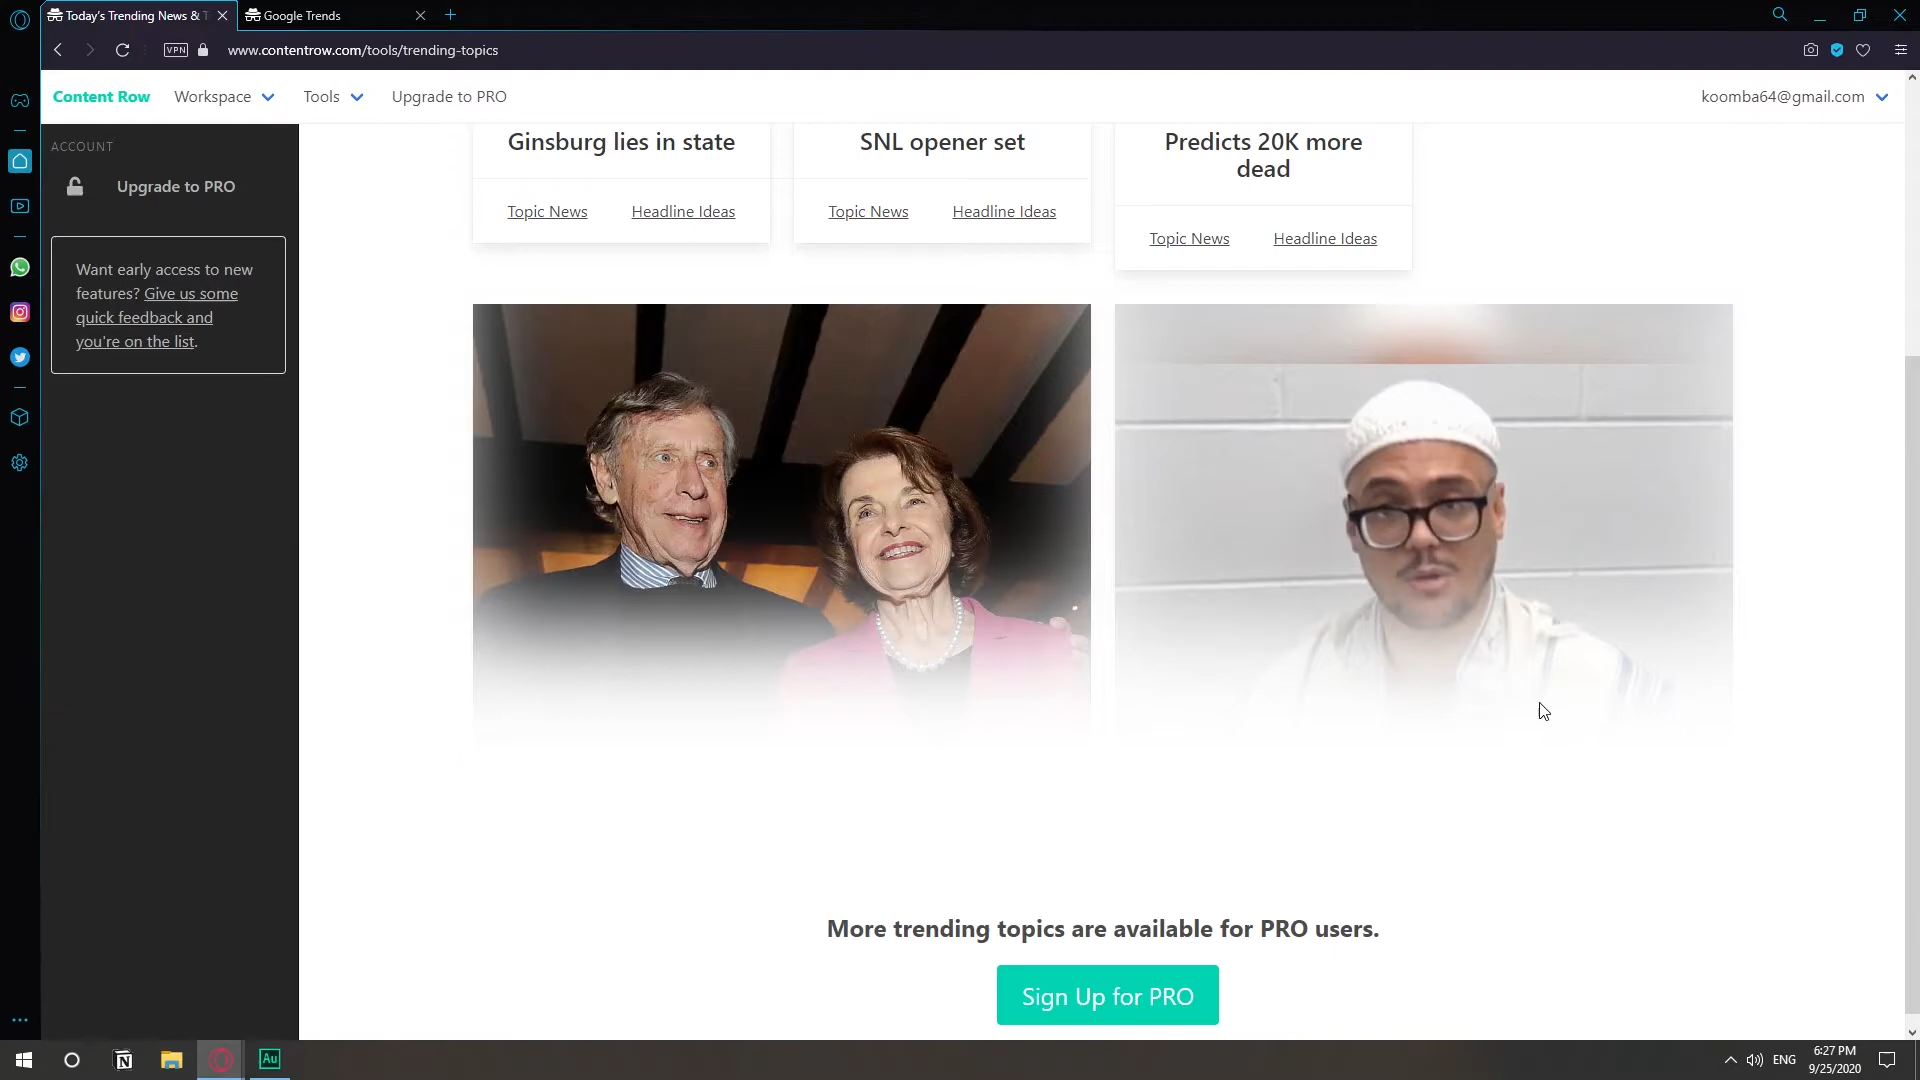 Today's Trending News & T
Google Trends
VPN
www.contentrow.com/tools/trending-topics
Content Row
Workspace
Tools
Upgrade to PRO
koomba64@gmail.com
ACCOUNT
Upgrade to PRO
Want early access to new
features? Give us some
quick feedback and
you're on the list.
Ginsburg lies in state
Topic News
Headline Ideas
SNL opener set
Topic News
Headline Ideas
Predicts 20K more
dead
Topic News
Headline Ideas
More trending topics are available for PRO users.
Sign Up for PRO
N
Au
ENG
6:27 PM
9/25/2020